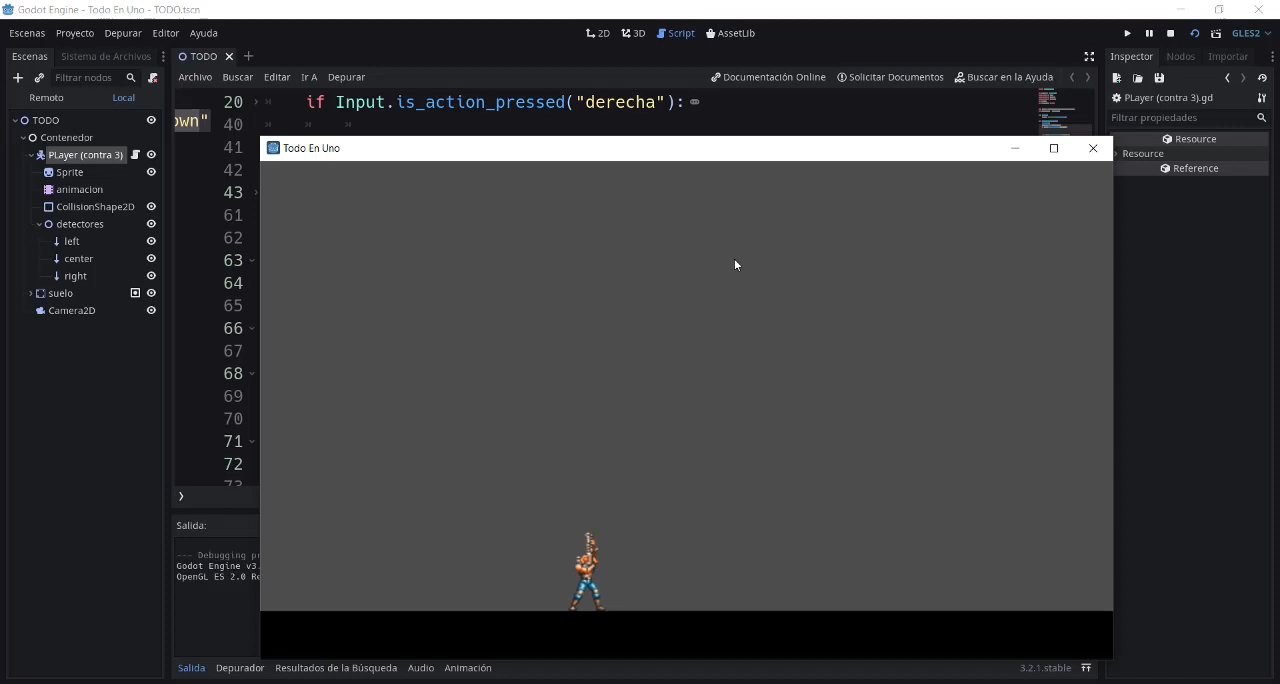 Godot Engine - Todo En Uno - TODO.tscn
Escenas Proyecto Depurar Editor Ayuda
2D 3D Script AssetLib
GLES2
Escenas Sistema de Archivos
Filtrar nodos
Remoto Local
TODO
Contenedor
PLayer (contra 3)
Sprite
animacion
CollisionShape2D
detectores
left
center
right
suelo
Camera2D
TODO
Archivo Buscar Editar Ir A Depurar
Documentación Online Solicitar Documentos Buscar en la Ayuda
20 if Input.is_action_pressed("derecha"):
own" 40
41
42
43
61
62
63
64
65
66
67
68
69
70
71
72
73
Todo En Uno
Salida:
--- Debugging pr
Godot Engine v3.
OpenGL ES 2.0 Re
Salida Depurador Resultados de la Búsqueda Audio Animación
3.2.1.stable
Inspector Nodos Importar
PLayer (contra 3).gd
Filtrar propiedades
Resource
Resource
Reference